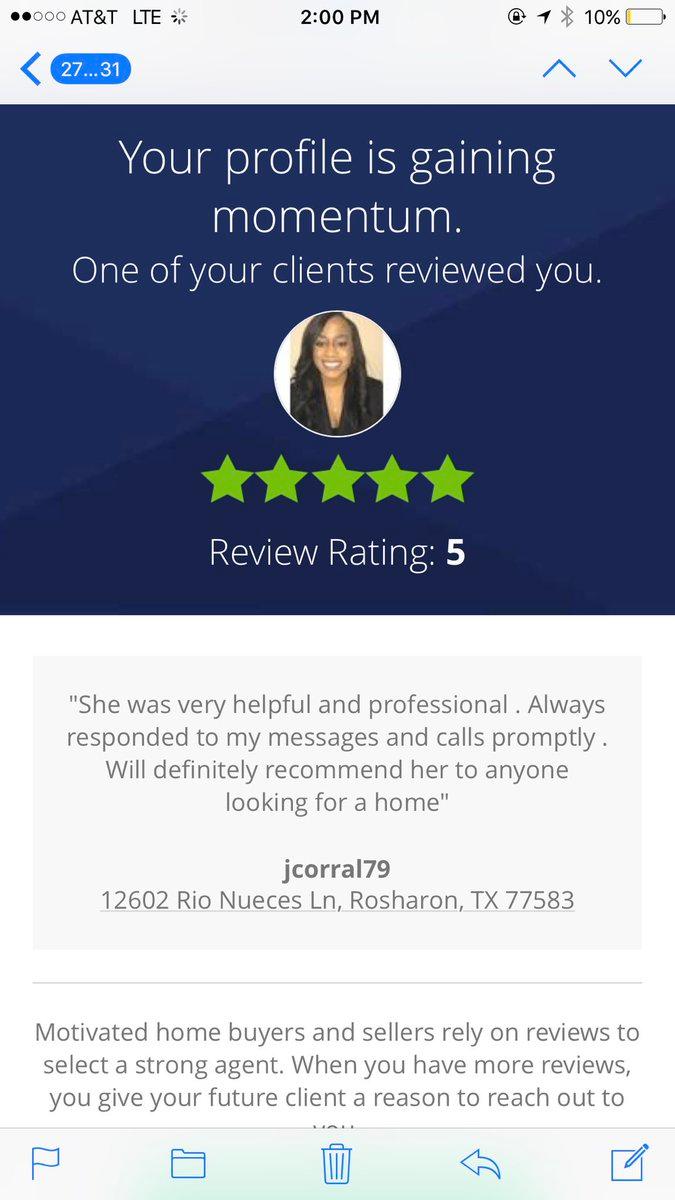 AT&T LTE 2:00 PM 10%
27...31
Your profile is gaining
momentum.
One of your clients reviewed you.
Review Rating: 5
"She was very helpful and professional . Always
responded to my messages and calls promptly .
Will definitely recommend her to anyone
looking for a home"
jcorral79
12602 Rio Nueces Ln, Rosharon, TX 77583
Motivated home buyers and sellers rely on reviews to
select a strong agent. When you have more reviews,
you give your future client a reason to reach out to